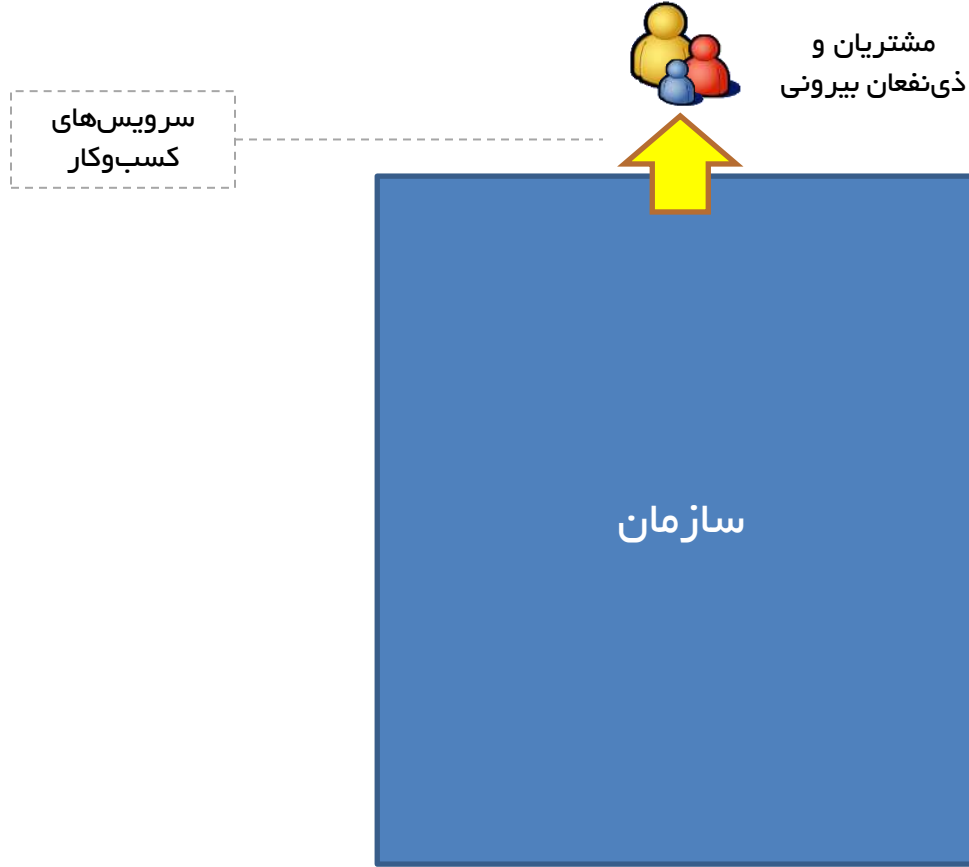 مشتریان و
ذی‌نفعان بیرونی
سرویس‌های
کسب‌وکار
سازمان